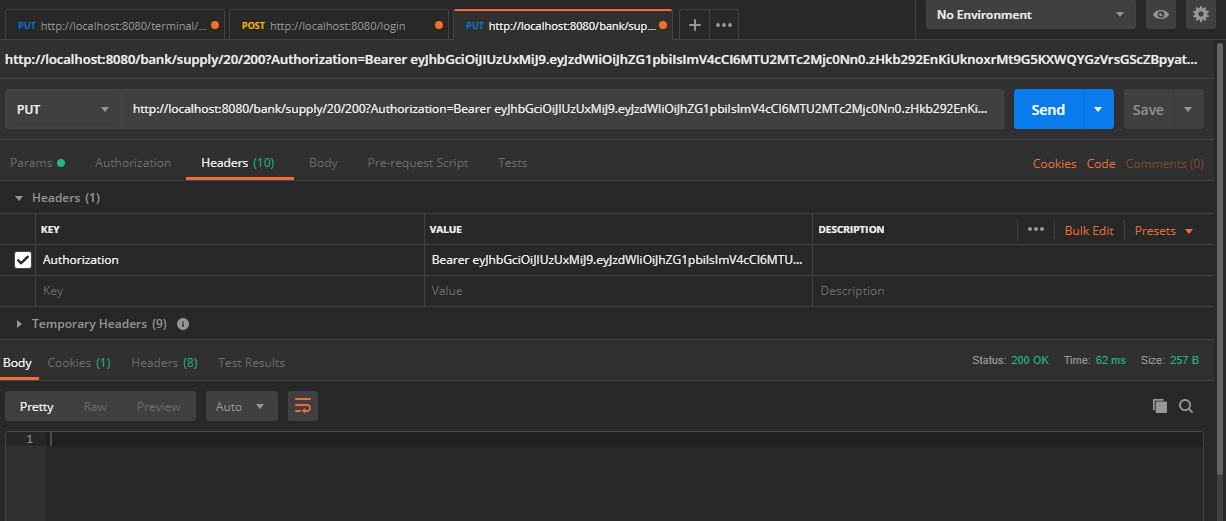 PUT http://localhost:8080/terminal/... POST http://localhost:8080/login PUT http://localhost:8080/bank/sup... + ••• No Environment
http://localhost:8080/bank/supply/20/200?Authorization=Bearer eyJhbGciOiJIUzUxMiJ9.eyJzdWIiOiJhZG1pbiIsImV4cCI6MTU2MTc2Mjc0Nn0.zHkb292EnKiUknoxrMt9G5KXWQYGzVrsGScZBpyat...
PUT http://localhost:8080/bank/supply/20/200?Authorization=Bearer eyJhbGciOiJIUzUxMiJ9.eyJzdWIiOiJhZG1pbiIsImV4cCI6MTU2MTc2Mjc0Nn0.zHkb292EnKi... Send Save
Params Authorization Headers (10) Body Pre-request Script Tests Cookies Code Comments (0)
Headers (1)
KEY VALUE DESCRIPTION ••• Bulk Edit Presets
Authorization Bearer eyJhbGciOiJIUzUxMiJ9.eyJzdWIiOiJhZG1pbiIsImV4cCI6MTU...
Key Value Description
Temporary Headers (9)
Body Cookies (1) Headers (8) Test Results Status: 200 OK Time: 62 ms Size: 257 B
Pretty Raw Preview Auto
1